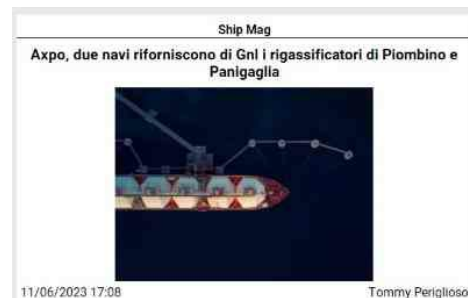 Ship Mag
Axpo, due navi riforniscono di Gnl i rigassificatori di Piombino e
Panigaglia
11/06/2023 17:08
Tommy Periglioso